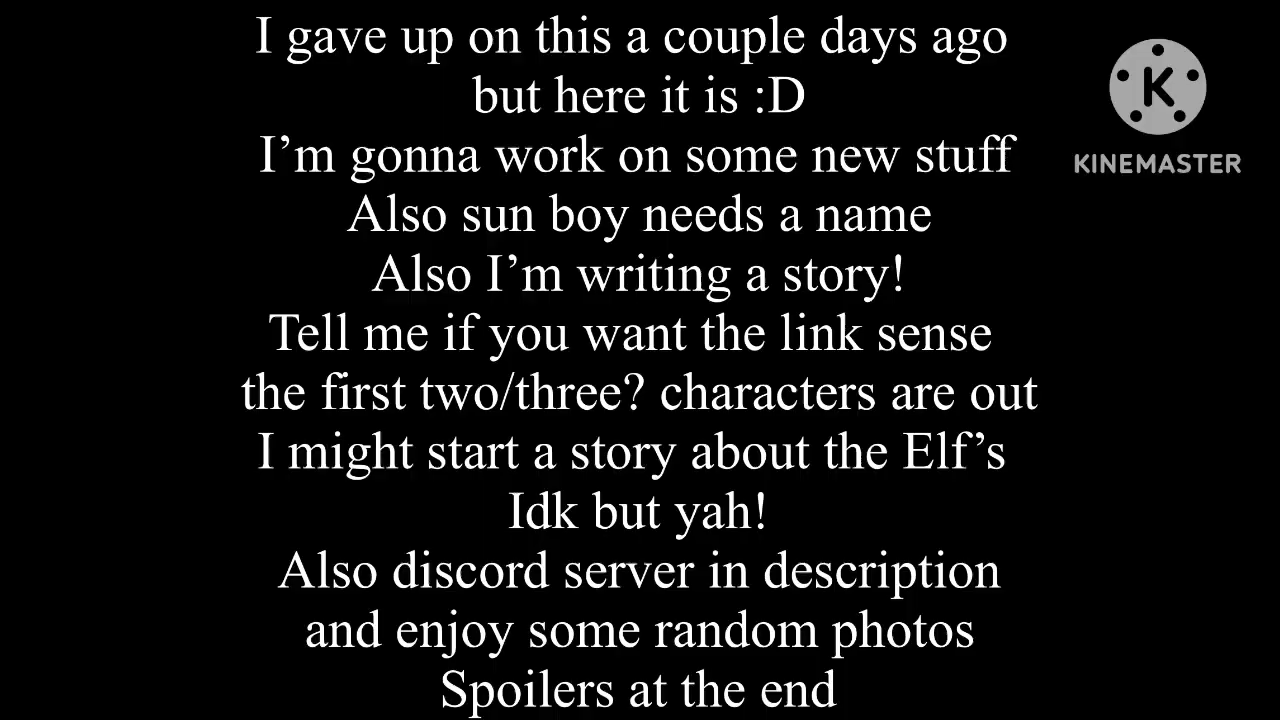 I gave up on this a couple days ago
but here it is :D
I’m gonna work on some new stuff
Also sun boy needs a name
Also I’m writing a story!
Tell me if you want the link sense
the first two/three? characters are out
I might start a story about the Elf’s
Idk but yah!
Also discord server in description
and enjoy some random photos
Spoilers at the end
K
KINEMASTER